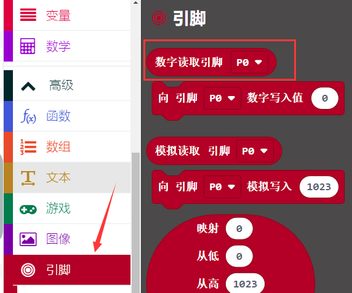 变量
数学
高级
f(x) 函数
数组
T 文本
游戏
图像
引脚
引脚
数字读取引脚 P0
向 引脚 P0 数字写入值 0
模拟读取 引脚 P0
向 引脚 P0 模拟写入 1023
映射 0
从低 0
从高 1023